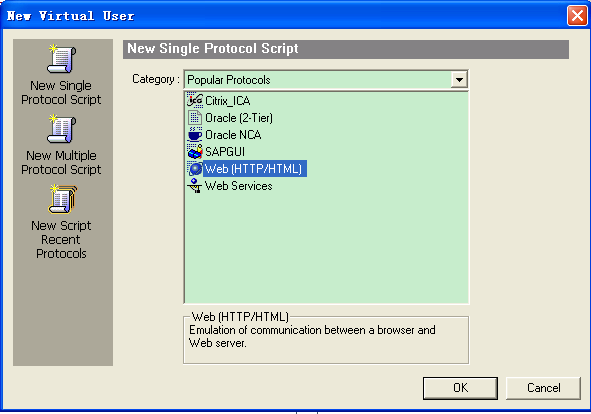 New Virtual User
New Single
Protocol Script
New Multiple
Protocol Script
New Script
Recent
Protocols
New Single Protocol Script
Category :
Popular Protocols
Citrix_ICA
Oracle (2-Tier)
Oracle NCA
SAPGUI
Web (HTTP/HTML)
Web Services
Web (HTTP/HTML)
Emulation of communication between a browser and
Web server.
OK
Cancel